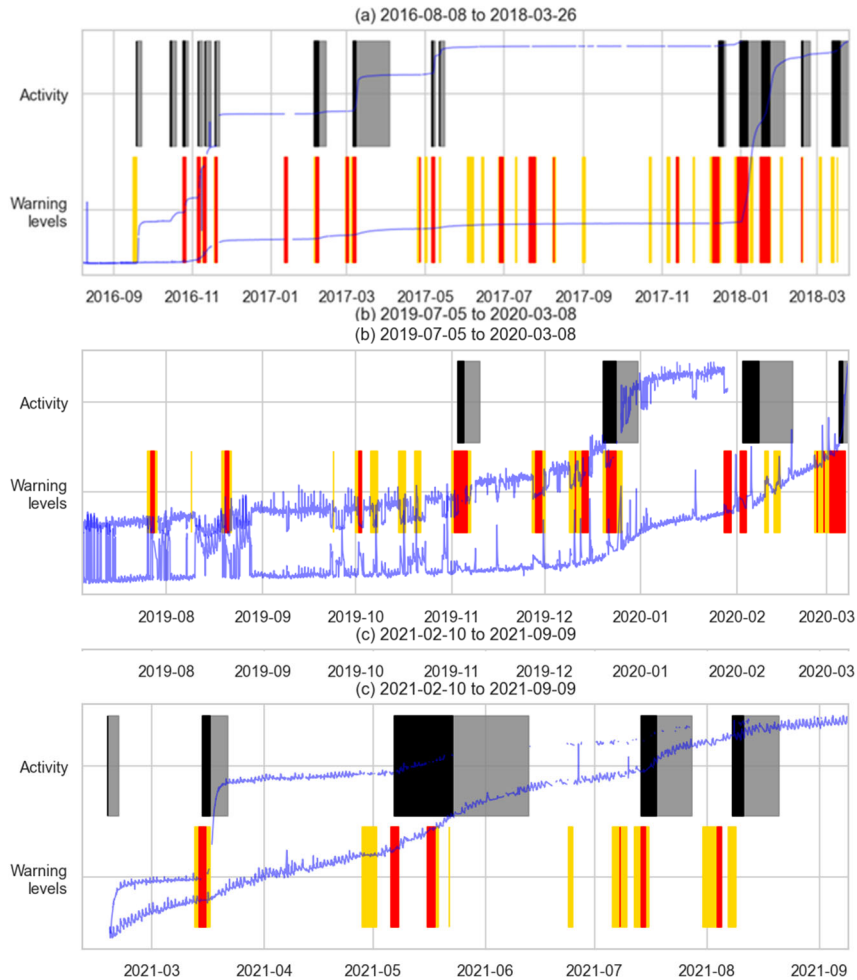 (a) 2016-08-08 to 2018-03-26
Activity
Warning
levels
2016-09 2016-11 2017-01 2017-03 2017-05 2017-07 2017-09 2017-11 2018-01 2018-03
(b) 2019-07-05 to 2020-03-08
(b) 2019-07-05 to 2020-03-08
Activity
Warning
levels
2019-08 2019-09 2019-10 2019-11 2019-12 2020-01 2020-02 2020-03
(c) 2021-02-10 to 2021-09-09
2019-08 2019-09 2019-10 2019-11 2019-12 2020-01 2020-02 2020-03
(c) 2021-02-10 to 2021-09-09
Activity
Warning
levels
2021-03 2021-04 2021-05 2021-06 2021-07 2021-08 2021-09